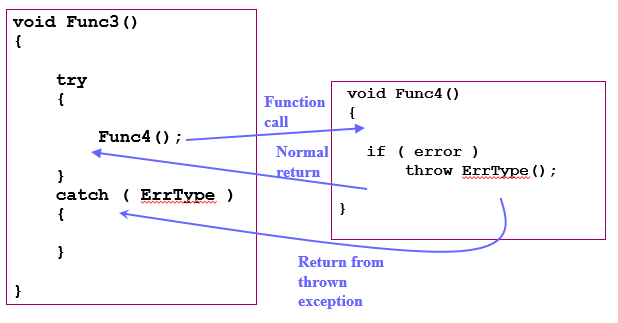 void Func3()
{
try
{
Func4();
}
catch ( ErrType )
{
}
}
Function
call
Normal
return
Return from
thrown
exception
void Func4()
{
if ( error )
throw ErrType();
}